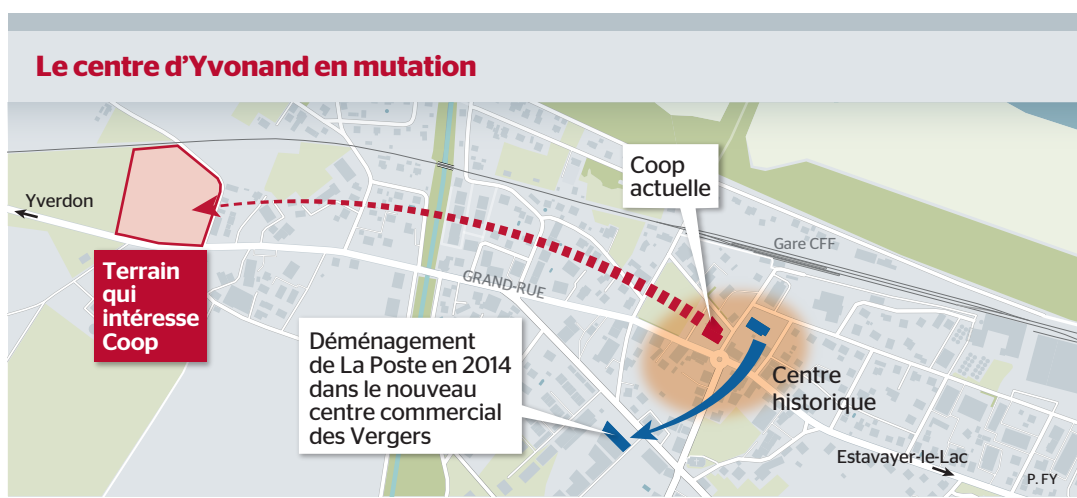 Le centre d'Yvonand en mutation
Coop
actuelle
Yverdon
Gare CFF
Terrain
qui
intéresse
Coop
GRAND-RUE
Déménagement
de La Poste en 2014
dans le nouveau
centre commercial
des Vergers
Centre
historique
Estavayer-le-Lac
P. FY